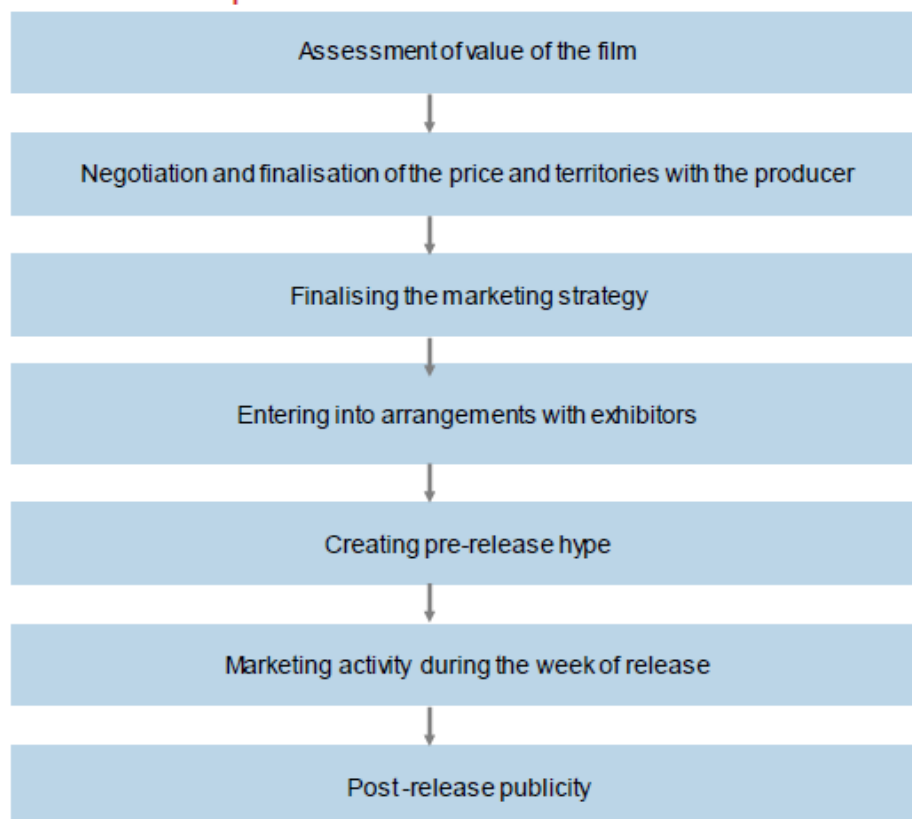 Assessment of value of the film
Negotiation and finalisation of the price and territories with the producer
Finalising the marketing strategy
Entering into arrangements with exhibitors
Creating pre-release hype
Marketing activity during the week of release
Post-release publicity